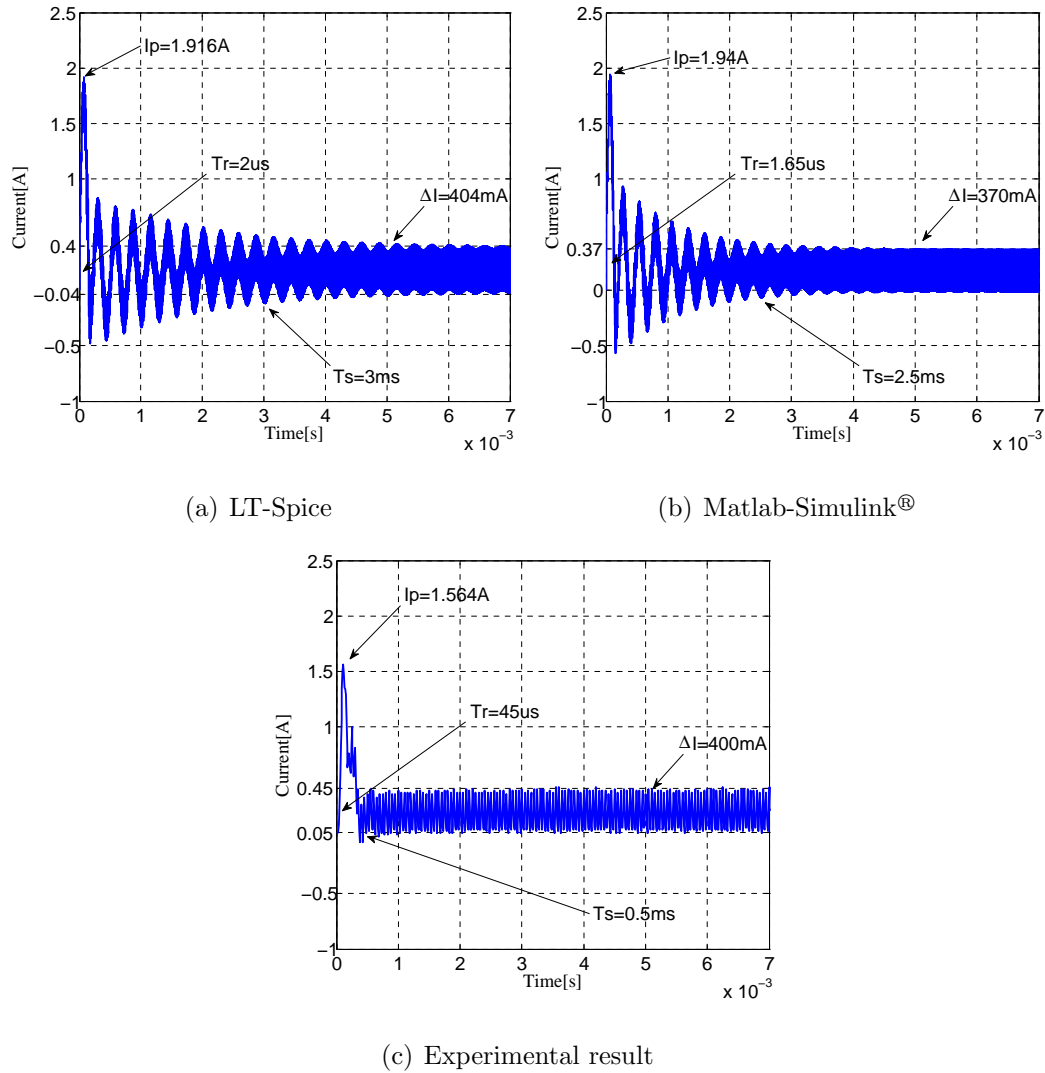 2.5
2
1.5
1
0.4
−0.04
−0.5
−1
Current[A]
Ip=1.916A
Tr=2us
ΔI=404mA
Ts=3ms
0 1 2 3 4 5 6 7
Time[s]
x 10⁻³
(a) LT-Spice
2.5
2
1.5
1
0.37
0
−0.5
−1
Current[A]
Ip=1.94A
Tr=1.65us
ΔI=370mA
Ts=2.5ms
0 1 2 3 4 5 6 7
Time[s]
x 10⁻³
(b) Matlab-Simulink®
2.5
2
1.5
1
0.45
0.05
−0.5
−1
Current[A]
Ip=1.564A
Tr=45us
ΔI=400mA
Ts=0.5ms
0 1 2 3 4 5 6 7
Time[s]
x 10⁻³
(c) Experimental result